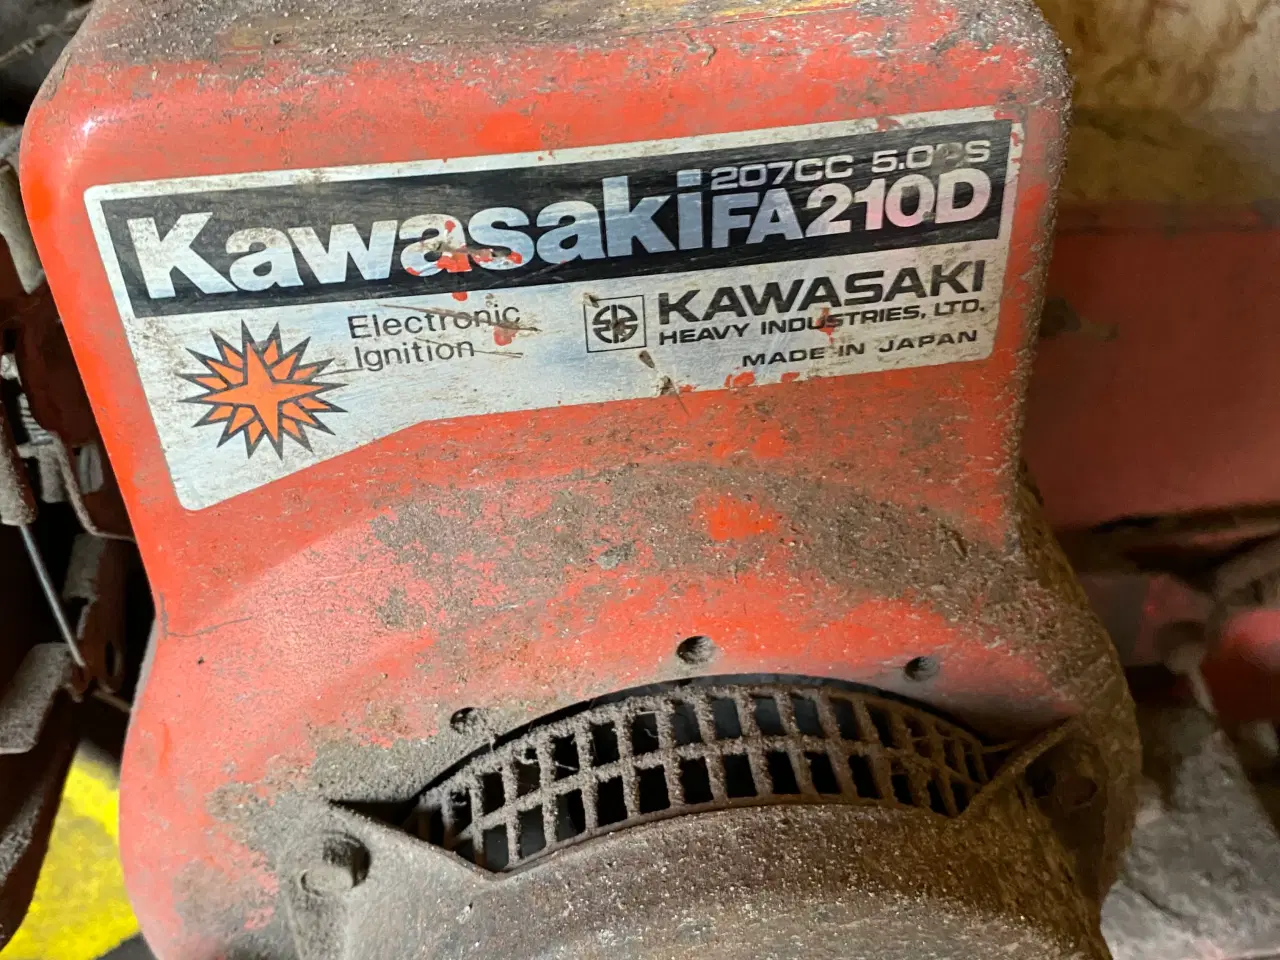 207CC 5.0PS
Kawasaki FA210D
Electronic
Ignition
KAWASAKI
HEAVY INDUSTRIES, LTD.
MADE IN JAPAN